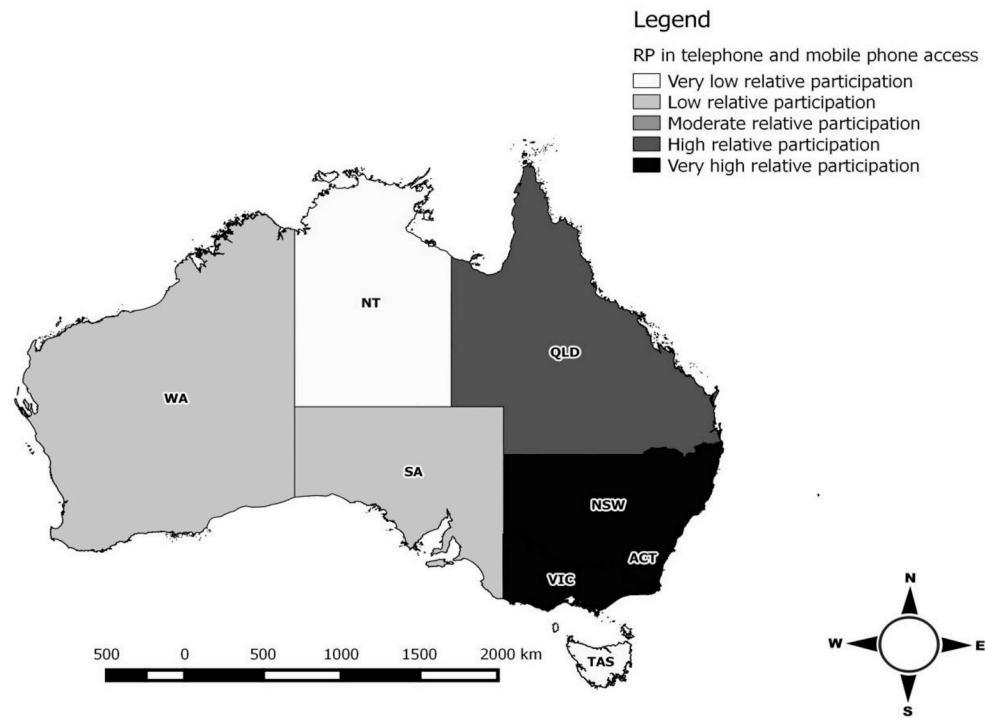 Legend
RP in telephone and mobile phone access
Very low relative participation
Low relative participation
Moderate relative participation
High relative participation
Very high relative participation
NT
QLD
WA
SA
NSW
ACT
VIC
TAS
500 0 500 1000 1500 2000 km
N
W E
S